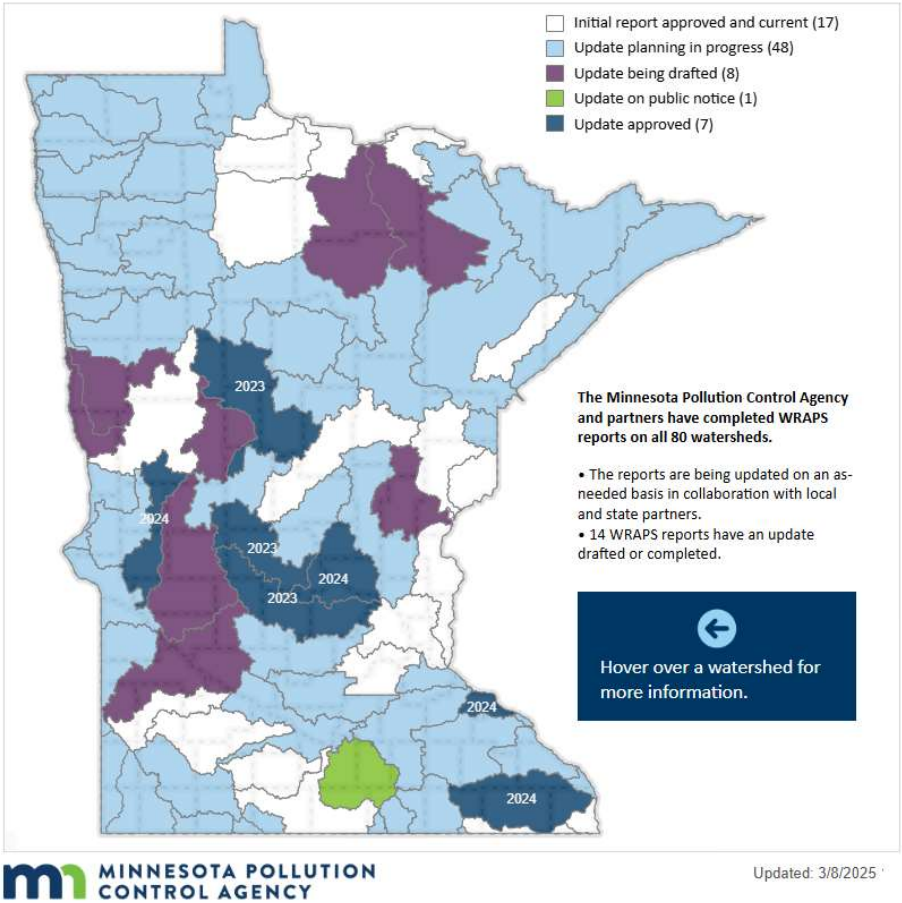 Initial report approved and current (17)
Update planning in progress (48)
Update being drafted (8)
Update on public notice (1)
Update approved (7)
2023
The Minnesota Pollution Control Agency
and partners have completed WRAPS
reports on all 80 watersheds.
• The reports are being updated on an as-
needed basis in collaboration with local
and state partners.
• 14 WRAPS reports have an update
drafted or completed.
2024
2023
2024
2023
Hover over a watershed for
more information.
2024
2024
MINNESOTA POLLUTION
CONTROL AGENCY
Updated: 3/8/2025